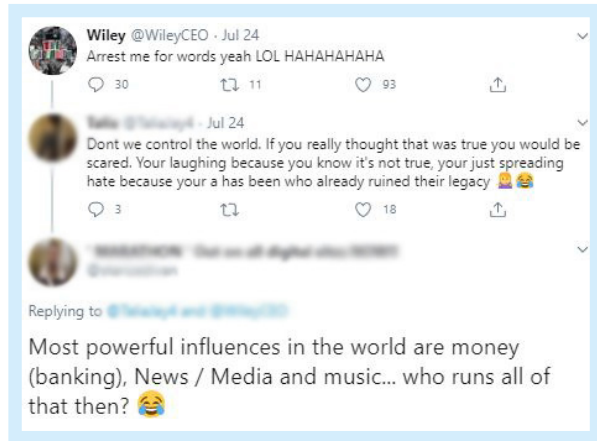 Wiley @WileyCEO · Jul 24
Arrest me for words yeah LOL HAHAHAHAHA
30 11 93
- Jul 24
Dont we control the world. If you really thought that was true you would be
scared. Your laughing because you know it's not true, your just spreading
hate because your a has been who already ruined their legacy 🤷‍♀️😂
3 18
Replying to
Most powerful influences in the world are money
(banking), News / Media and music... who runs all of
that then? 😂